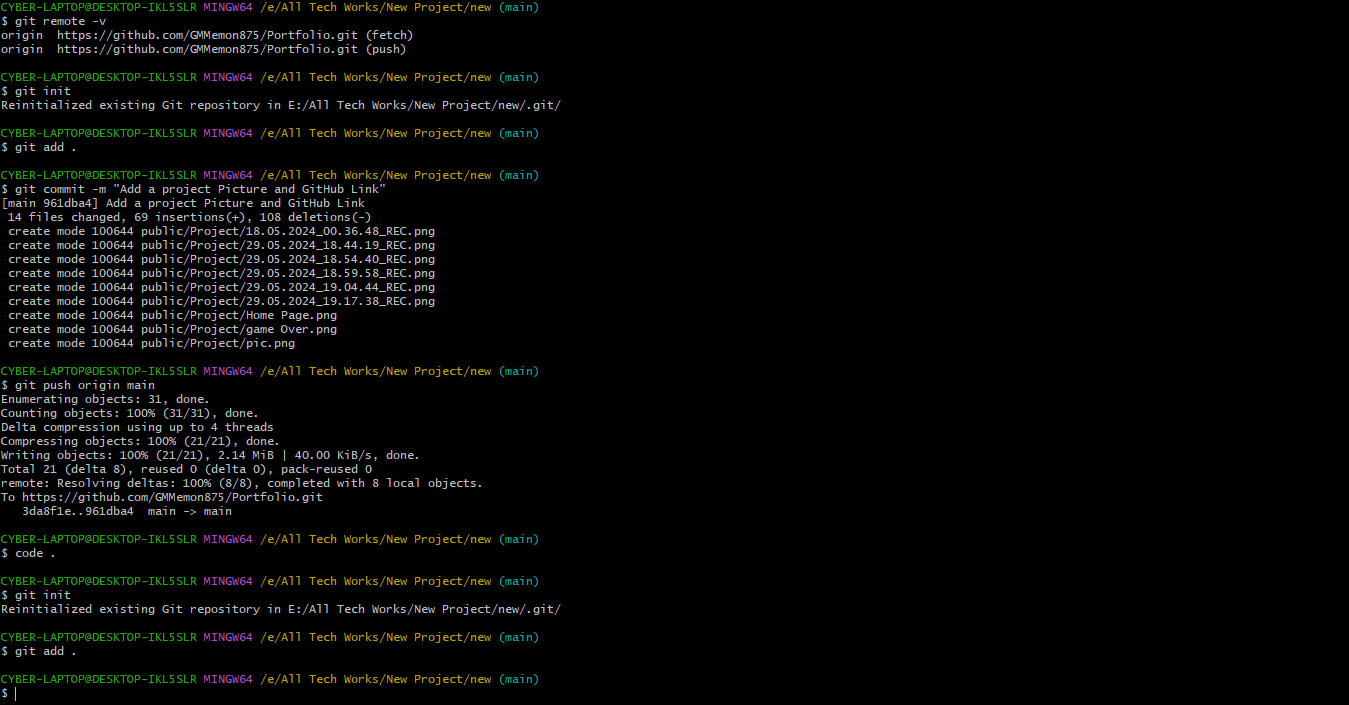 CYBER-LAPTOP@DESKTOP-IKL5SLR MINGW64 /e/All Tech Works/New Project/new (main)
$ git remote -v
origin  https://github.com/GMMemon875/Portfolio.git (fetch)
origin  https://github.com/GMMemon875/Portfolio.git (push)

CYBER-LAPTOP@DESKTOP-IKL5SLR MINGW64 /e/All Tech Works/New Project/new (main)
$ git init
Reinitialized existing Git repository in E:/All Tech Works/New Project/new/.git/

CYBER-LAPTOP@DESKTOP-IKL5SLR MINGW64 /e/All Tech Works/New Project/new (main)
$ git add .

CYBER-LAPTOP@DESKTOP-IKL5SLR MINGW64 /e/All Tech Works/New Project/new (main)
$ git commit -m "Add a project Picture and GitHub Link"
[main 961dba4] Add a project Picture and GitHub Link
 14 files changed, 69 insertions(+), 108 deletions(-)
 create mode 100644 public/Project/18.05.2024_00.36.48_REC.png
 create mode 100644 public/Project/29.05.2024_18.44.19_REC.png
 create mode 100644 public/Project/29.05.2024_18.54.40_REC.png
 create mode 100644 public/Project/29.05.2024_18.59.58_REC.png
 create mode 100644 public/Project/29.05.2024_19.04.44_REC.png
 create mode 100644 public/Project/29.05.2024_19.17.38_REC.png
 create mode 100644 public/Project/Home Page.png
 create mode 100644 public/Project/game Over.png
 create mode 100644 public/Project/pic.png

CYBER-LAPTOP@DESKTOP-IKL5SLR MINGW64 /e/All Tech Works/New Project/new (main)
$ git push origin main
Enumerating objects: 31, done.
Counting objects: 100% (31/31), done.
Delta compression using up to 4 threads
Compressing objects: 100% (21/21), done.
Writing objects: 100% (21/21), 2.14 MiB | 40.00 KiB/s, done.
Total 21 (delta 8), reused 0 (delta 0), pack-reused 0
remote: Resolving deltas: 100% (8/8), completed with 8 local objects.
To https://github.com/GMMemon875/Portfolio.git
   3da8f1e..961dba4  main -> main

CYBER-LAPTOP@DESKTOP-IKL5SLR MINGW64 /e/All Tech Works/New Project/new (main)
$ code .

CYBER-LAPTOP@DESKTOP-IKL5SLR MINGW64 /e/All Tech Works/New Project/new (main)
$ git init
Reinitialized existing Git repository in E:/All Tech Works/New Project/new/.git/

CYBER-LAPTOP@DESKTOP-IKL5SLR MINGW64 /e/All Tech Works/New Project/new (main)
$ git add .

CYBER-LAPTOP@DESKTOP-IKL5SLR MINGW64 /e/All Tech Works/New Project/new (main)
$